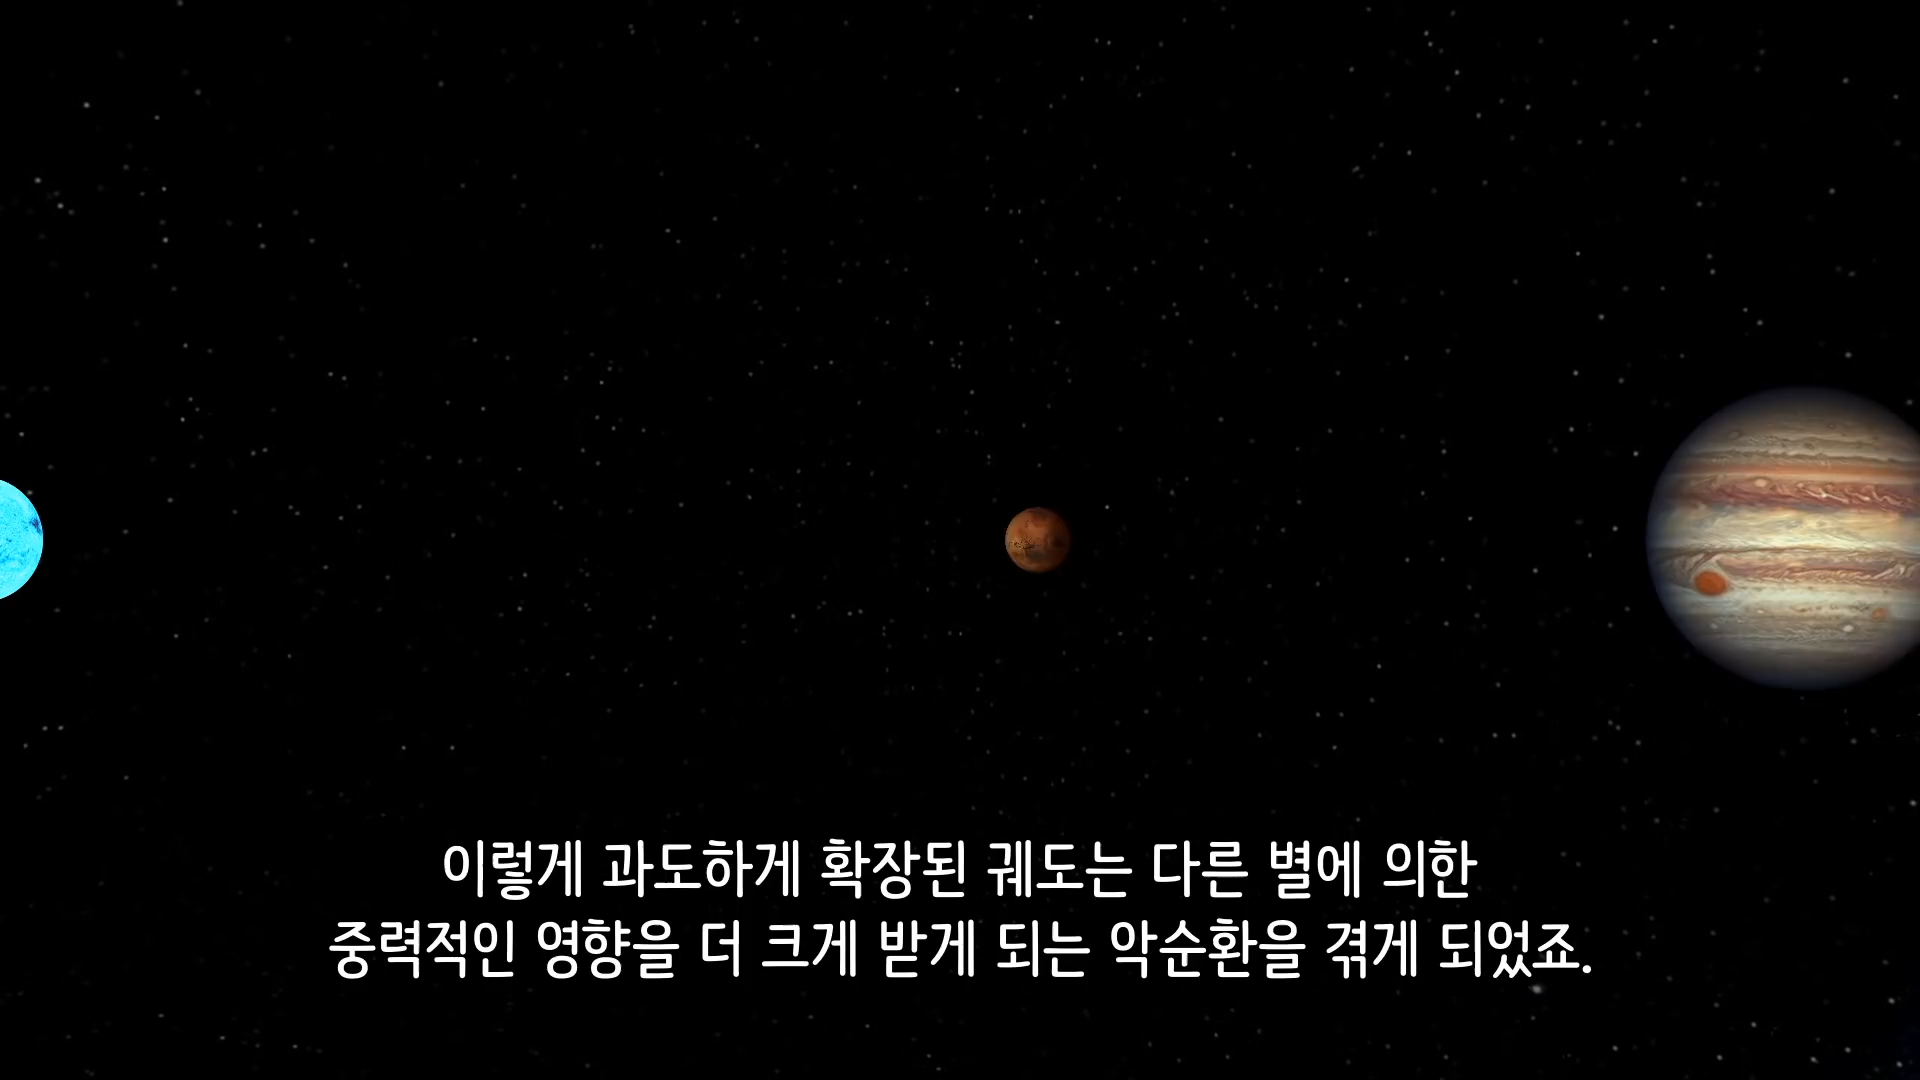 이렇게 과도하게 확장된 궤도는 다른 별에 의한
중력적인 영향을 더 크게 받게 되는 악순환을 겪게 되었죠.